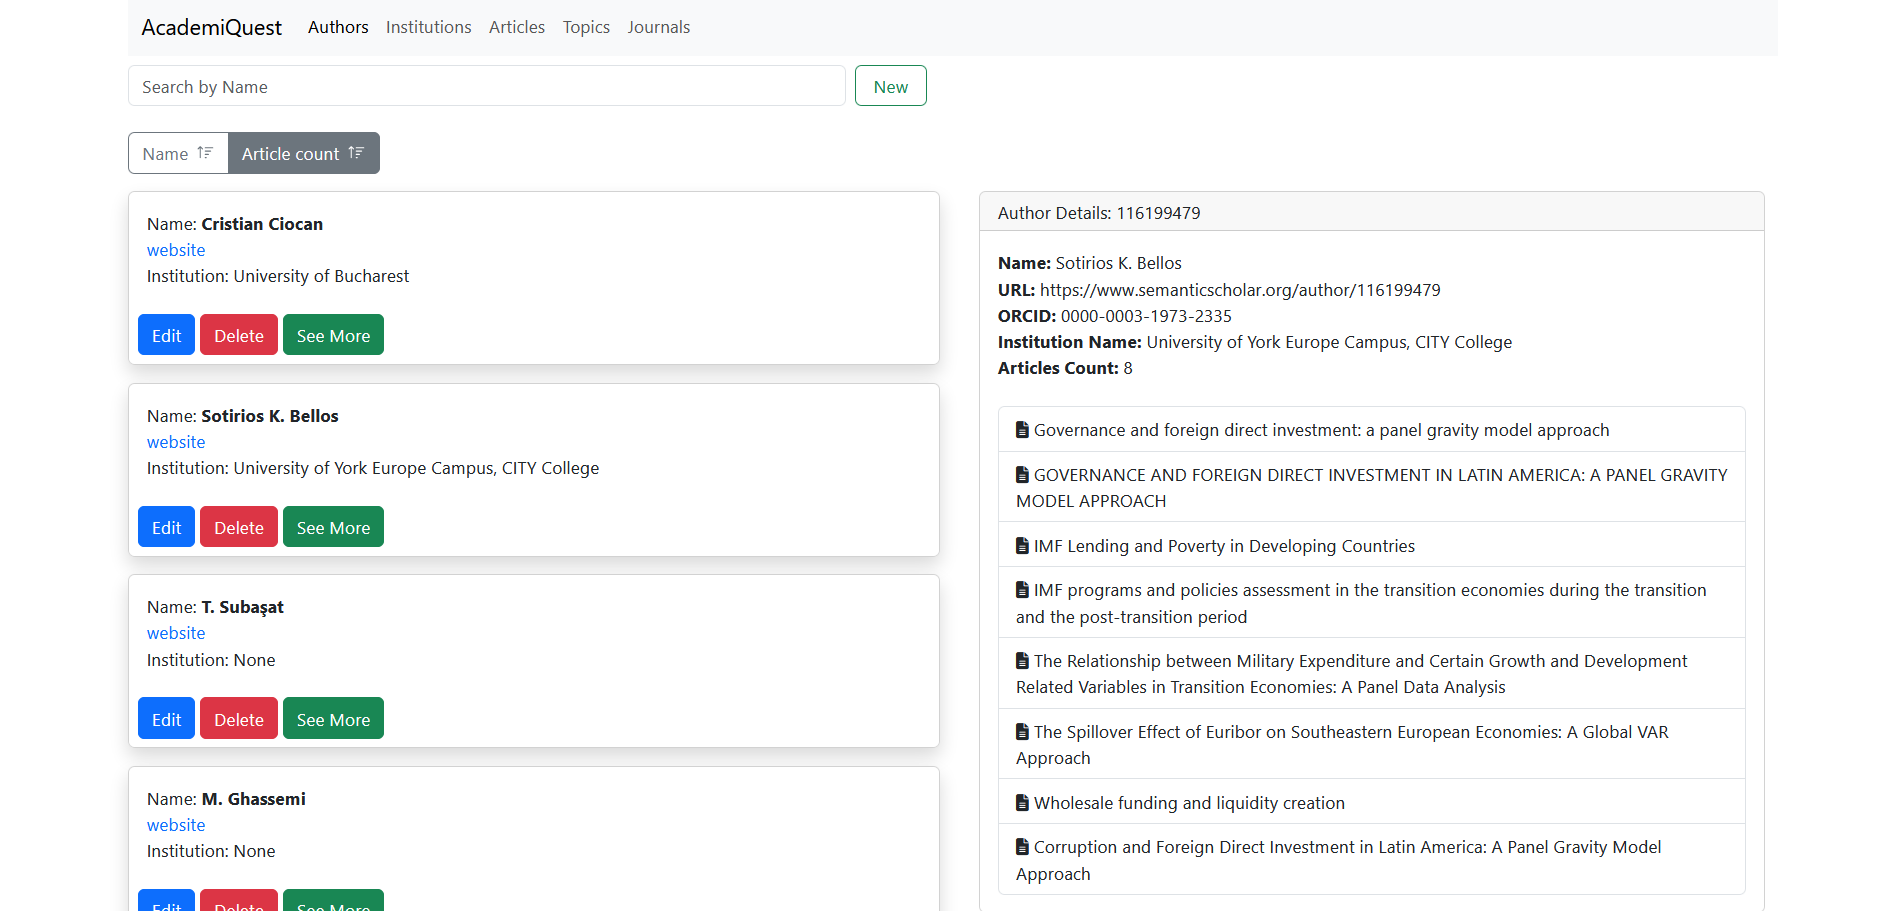 AcademiQuest Authors Institutions Articles Topics Journals
Search by Name New
Name Article count
Name: Cristian Ciocan
website
Institution: University of Bucharest
Edit Delete See More
Name: Sotirios K. Bellos
website
Institution: University of York Europe Campus, CITY College
Edit Delete See More
Name: T. Subaşat
website
Institution: None
Edit Delete See More
Name: M. Ghassemi
website
Institution: None
Edit Delete See More
Author Details: 116199479
Name: Sotirios K. Bellos
URL: https://www.semanticscholar.org/author/116199479
ORCID: 0000-0003-1973-2335
Institution Name: University of York Europe Campus, CITY College
Articles Count: 8
Governance and foreign direct investment: a panel gravity model approach
GOVERNANCE AND FOREIGN DIRECT INVESTMENT IN LATIN AMERICA: A PANEL GRAVITY
MODEL APPROACH
IMF Lending and Poverty in Developing Countries
IMF programs and policies assessment in the transition economies during the transition
and the post-transition period
The Relationship between Military Expenditure and Certain Growth and Development
Related Variables in Transition Economies: A Panel Data Analysis
The Spillover Effect of Euribor on Southeastern European Economies: A Global VAR
Approach
Wholesale funding and liquidity creation
Corruption and Foreign Direct Investment in Latin America: A Panel Gravity Model
Approach